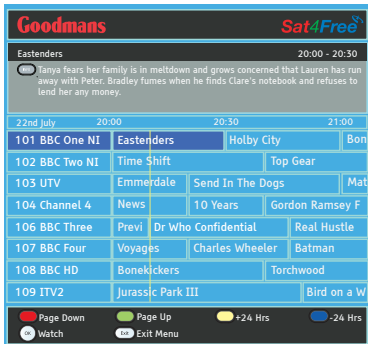 Goodmans
Sat4Free
Eastenders 20:00 - 20:30
Tanya fears her family is in meltdown and grows concerned that Lauren has run
away with Peter. Bradley fumes when he finds Clare's notebook and refuses to
lend her any money.
22nd July 20:00 20:30 21:00
101 BBC One NI Eastenders Holby City Bon
102 BBC Two NI Time Shift Top Gear
103 UTV Emmerdale Send In The Dogs Mat
104 Channel 4 News 10 Years Gordon Ramsey F
106 BBC Three Previ Dr Who Confidential Real Hustle
107 BBC Four Voyages Charles Wheeler Batman
108 BBC HD Bonekickers Torchwood
109 ITV2 Jurassic Park III Bird on a W
Page Down Page Up +24 Hrs -24 Hrs
OK Watch Exit Exit Menu